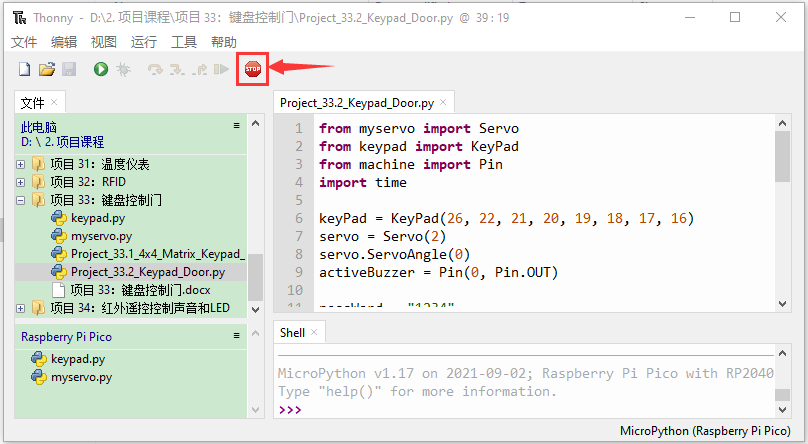 Thonny - D:\2. 项目课程\项目 33：键盘控制门\Project_33.2_Keypad_Door.py @ 39 : 19
文件 编辑 视图 运行 工具 帮助
STOP
文件
此电脑
D: \ 2. 项目课程
项目 31：温度仪表
项目 32：RFID
项目 33：键盘控制门
keypad.py
myservo.py
Project_33.1_4x4_Matrix_Keypad_
Project_33.2_Keypad_Door.py
项目 33：键盘控制门.docx
项目 34：红外遥控控制声音和LED
Raspberry Pi Pico
keypad.py
myservo.py
Project_33.2_Keypad_Door.py
1 from myservo import Servo
2 from keypad import KeyPad
3 from machine import Pin
4 import time
5
6 keyPad = KeyPad(26, 22, 21, 20, 19, 18, 17, 16)
7 servo = Servo(2)
8 servo.ServoAngle(0)
9 activeBuzzer = Pin(0, Pin.OUT)
10
11 passWord = "1234"
Shell
MicroPython v1.17 on 2021-09-02; Raspberry Pi Pico with RP2040
Type "help()" for more information.
>>>
MicroPython (Raspberry Pi Pico)